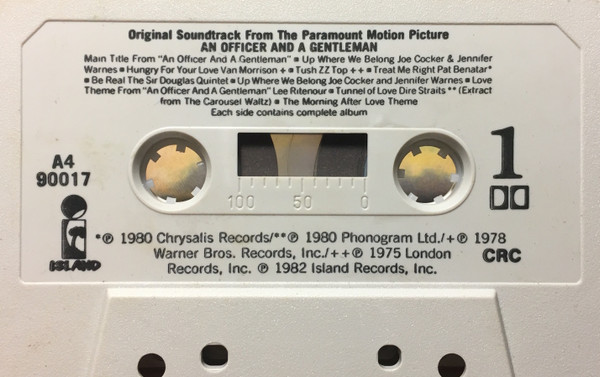 Original Soundtrack From The Paramount Motion Picture
AN OFFICER AND A GENTLEMAN
Main Title From "An Officer And A Gentleman" ▪ Up Where We Belong Joe Cocker & Jennifer
Warnes ▪ Hungry For Your Love Van Morrison + ▪ Tush ZZ Top + + ▪ Treat Me Right Pat Benatar*
▪ Be Real The Sir Douglas Quintet ▪ Up Where We Belong Joe Cocker and Jennifer Warnes ▪ Love
Theme From "An Officer And A Gentleman" Lee Ritenour ▪ Tunnel of Love Dire Straits ** (Extract
from The Carousel Waltz) ▪ The Morning After Love Theme
Each side contains complete album
A4
90017
1
100 50 0
ISLAND
*℗ 1980 Chrysalis Records/**℗ 1980 Phonogram Ltd./+℗ 1978
Warner Bros. Records, Inc./++℗ 1975 London
Records, Inc. ℗ 1982 Island Records, Inc.
CRC